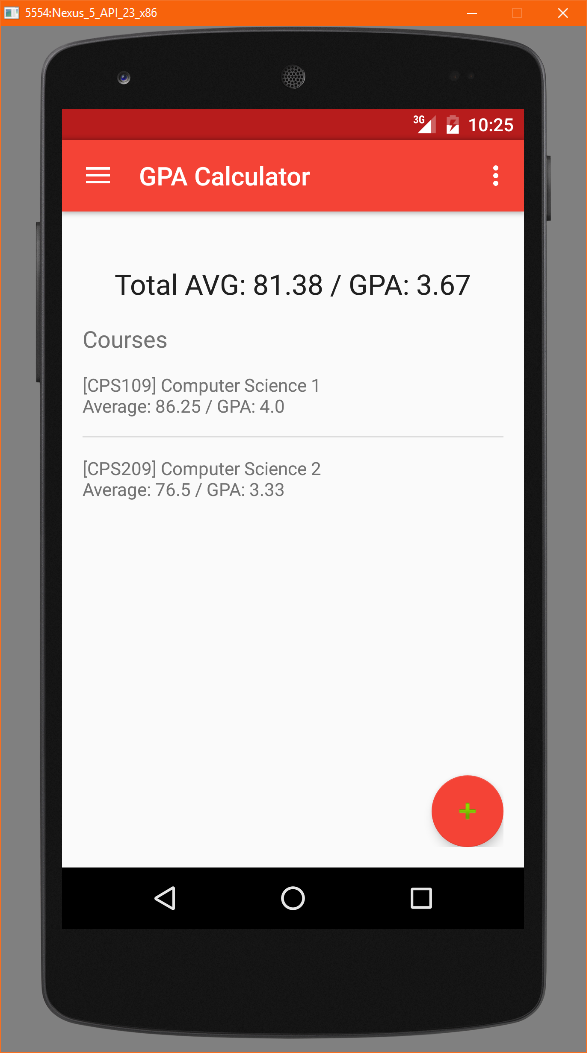 5554:Nexus_5_API_23_x86
3G 10:25
GPA Calculator
Total AVG: 81.38 / GPA: 3.67
Courses
[CPS109] Computer Science 1
Average: 86.25 / GPA: 4.0
[CPS209] Computer Science 2
Average: 76.5 / GPA: 3.33